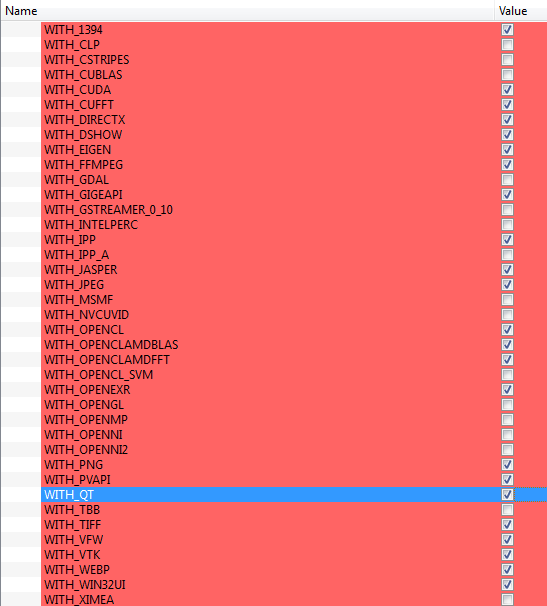 Name Value
WITH_1394
WITH_CLP
WITH_CSTRIPES
WITH_CUBLAS
WITH_CUDA
WITH_CUFFT
WITH_DIRECTX
WITH_DSHOW
WITH_EIGEN
WITH_FFMPEG
WITH_GDAL
WITH_GIGEAPI
WITH_GSTREAMER_0_10
WITH_INTELPERC
WITH_IPP
WITH_IPP_A
WITH_JASPER
WITH_JPEG
WITH_MSMF
WITH_NVCUVID
WITH_OPENCL
WITH_OPENCLAMDBLAS
WITH_OPENCLAMDFFT
WITH_OPENCL_SVM
WITH_OPENEXR
WITH_OPENGL
WITH_OPENMP
WITH_OPENNI
WITH_OPENNI2
WITH_PNG
WITH_PVAPI
WITH_QT
WITH_TBB
WITH_TIFF
WITH_VFW
WITH_VTK
WITH_WEBP
WITH_WIN32UI
WITH_XIMEA